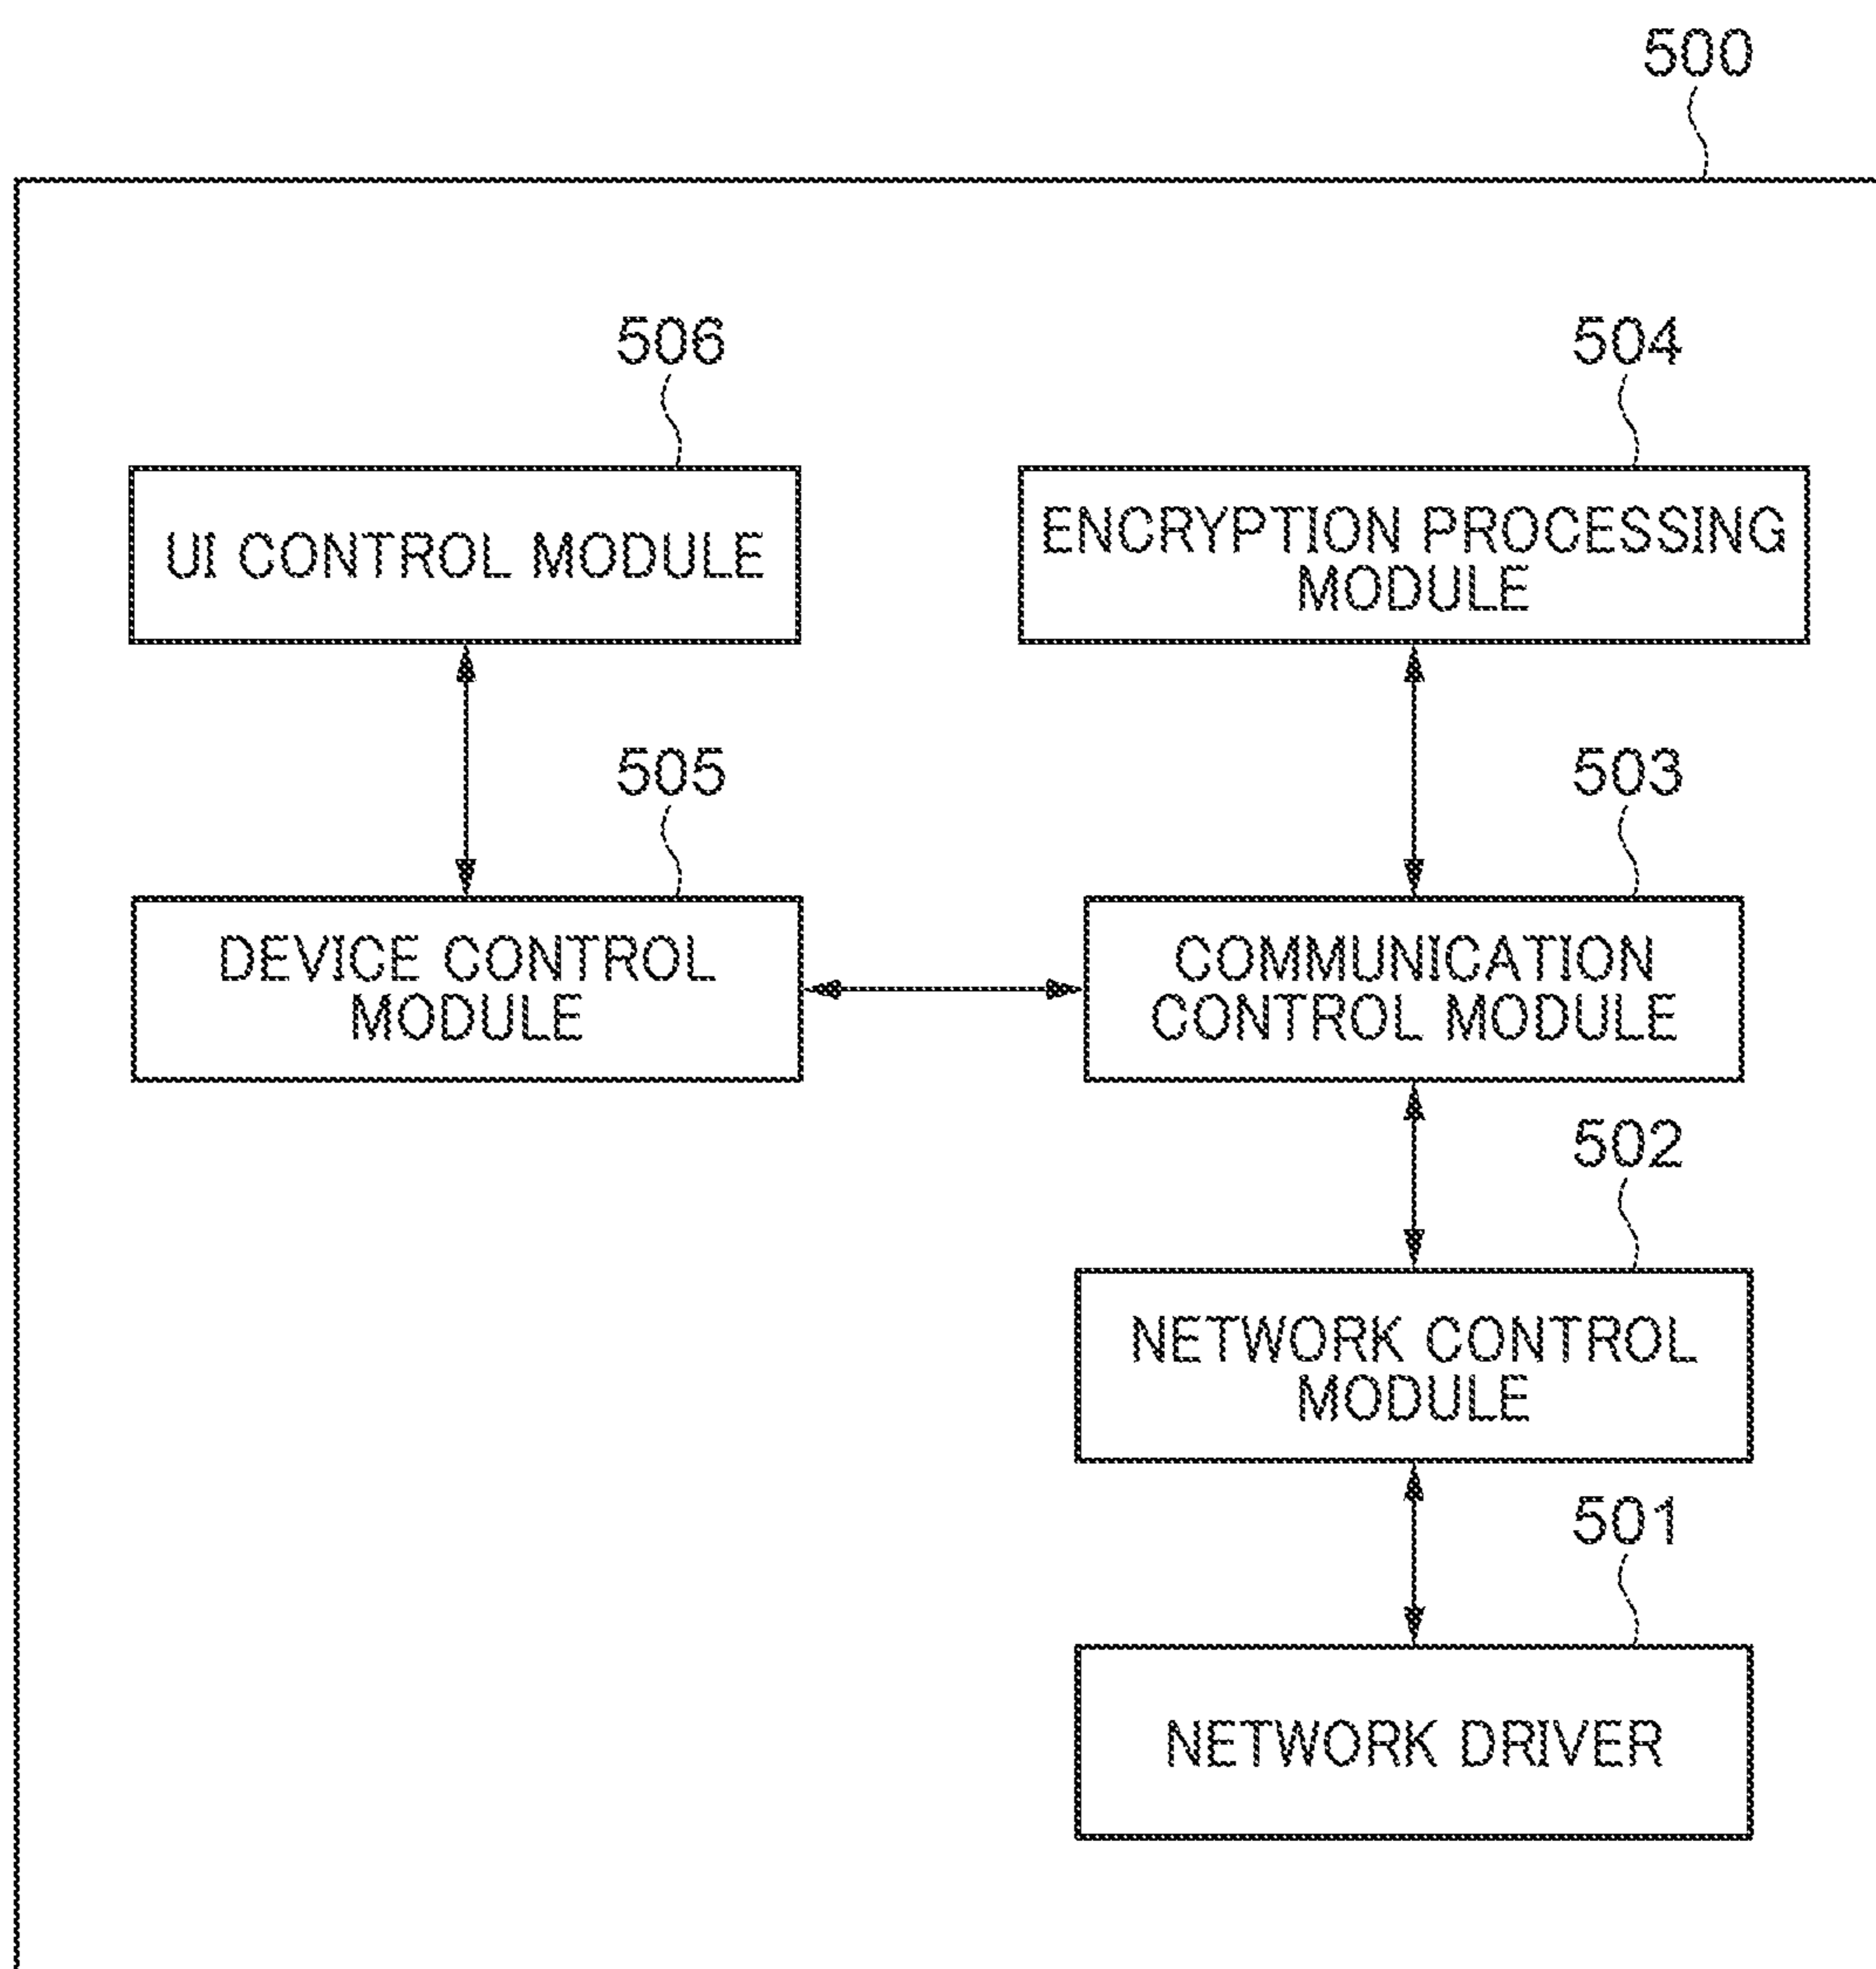 500
506
504
UI CONTROL MODULE
ENCRYPTION PROCESSING
MODULE
505
503
DEVICE CONTROL
MODULE
COMMUNICATION
CONTROL MODULE
502
NETWORK CONTROL
MODULE
501
NETWORK DRIVER